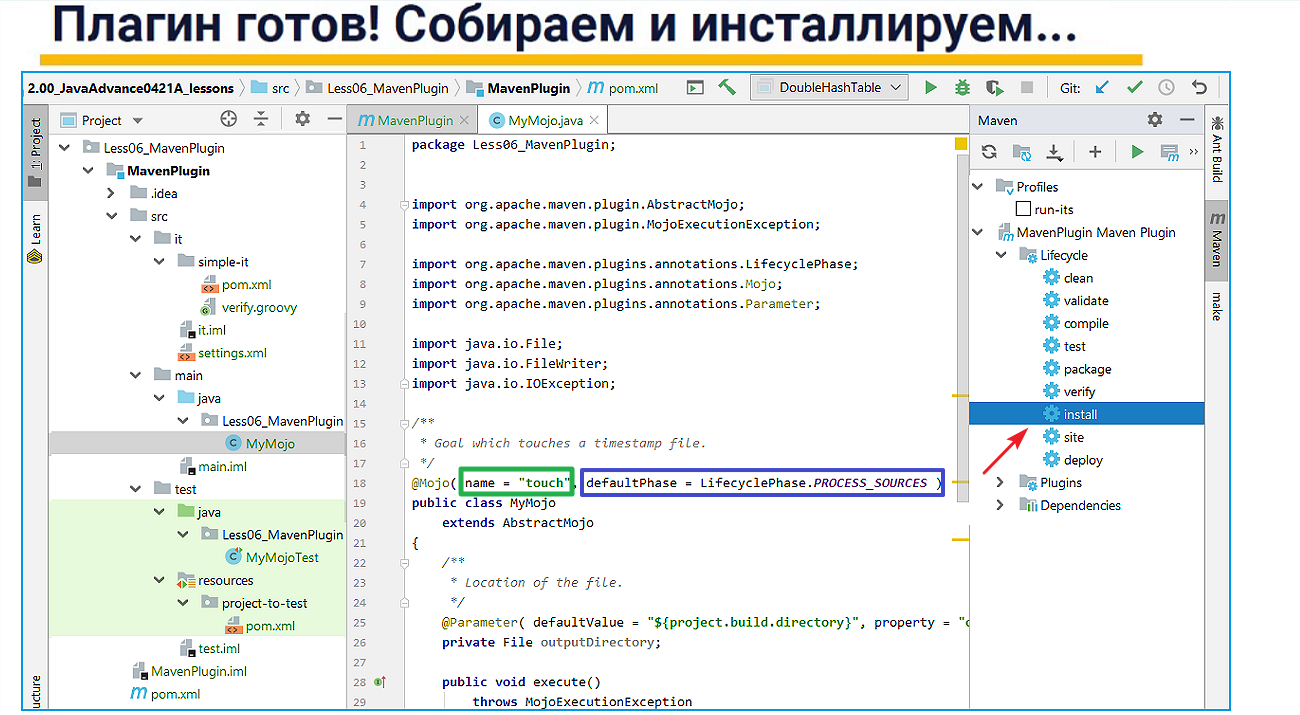 Плагин готов! Собираем и инсталлируем...
2.00_JavaAdvance0421A_lessons src Less06_MavenPlugin MavenPlugin pom.xml DoubleHashTable Git:
1: Project
Learn
Project
Less06_MavenPlugin
MavenPlugin
.idea
src
it
simple-it
pom.xml
verify.groovy
it.iml
settings.xml
main
java
Less06_MavenPlugin
MyMojo
main.iml
test
java
Less06_MavenPlugin
MyMojoTest
resources
project-to-test
pom.xml
test.iml
MavenPlugin.iml
pom.xml
MavenPlugin MyMojo.java
1 package Less06_MavenPlugin;
2
3
4 import org.apache.maven.plugin.AbstractMojo;
5 import org.apache.maven.plugin.MojoExecutionException;
6
7 import org.apache.maven.plugins.annotations.LifecyclePhase;
8 import org.apache.maven.plugins.annotations.Mojo;
9 import org.apache.maven.plugins.annotations.Parameter;
10
11 import java.io.File;
12 import java.io.FileWriter;
13 import java.io.IOException;
14
15 /**
16 * Goal which touches a timestamp file.
17 */
18 @Mojo( name = "touch", defaultPhase = LifecyclePhase.PROCESS_SOURCES )
19 public class MyMojo
20 extends AbstractMojo
21 {
22 /**
23 * Location of the file.
24 */
25 @Parameter( defaultValue = "${project.build.directory}", property = "
26 private File outputDirectory;
27
28 public void execute()
29 throws MojoExecutionException
Maven
Profiles
run-its
MavenPlugin Maven Plugin
Lifecycle
clean
validate
compile
test
package
verify
install
site
deploy
Plugins
Dependencies
Ant Build
Maven
make